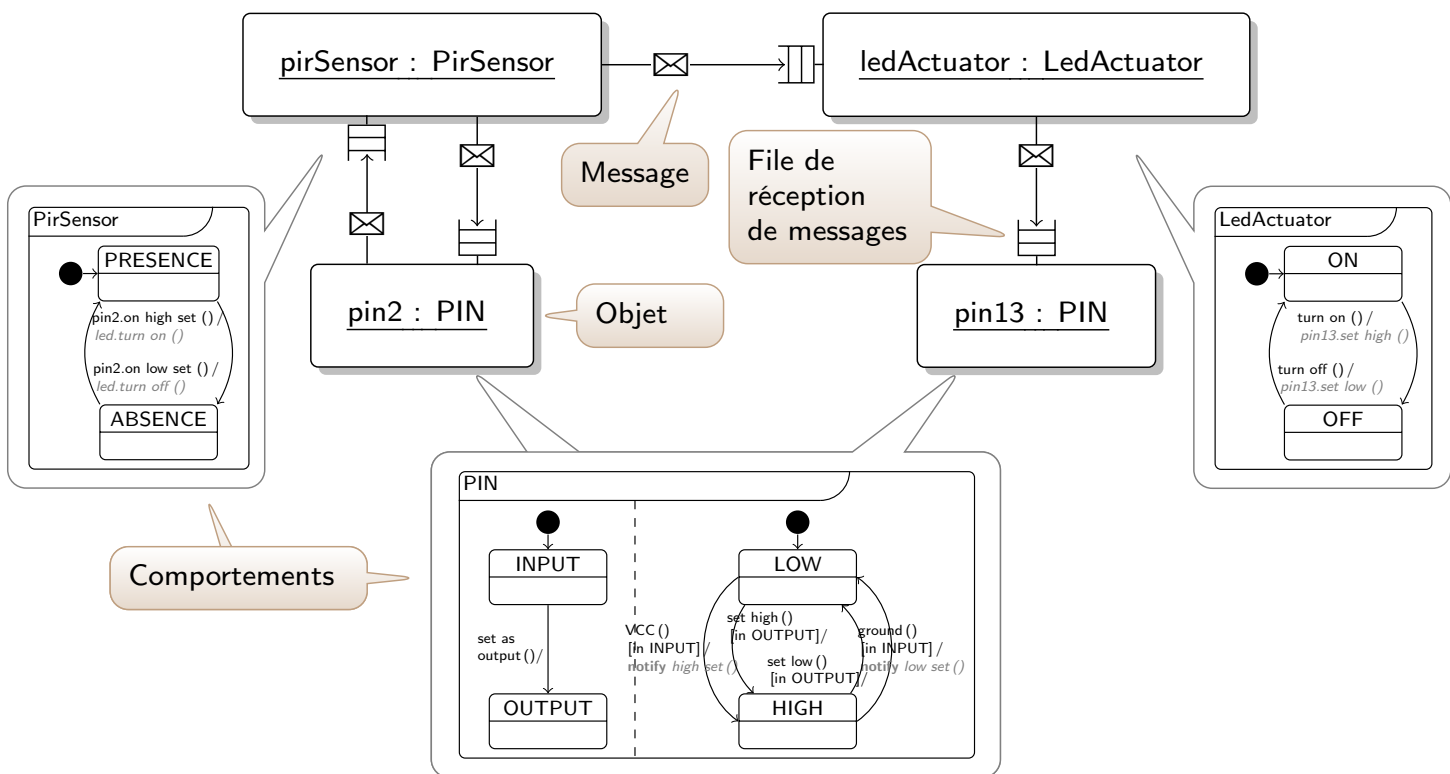 pirSensor : PirSensor
ledActuator : LedActuator
Message
File de
réception
de messages
PirSensor
PRESENCE
pin2.on high set () /
led.turn on ()
pin2.on low set () /
led.turn off ()
ABSENCE
pin2 : PIN
Objet
pin13 : PIN
LedActuator
ON
turn on () /
pin13.set high ()
turn off () /
pin13.set low ()
OFF
Comportements
PIN
INPUT
set as
output ()/
OUTPUT
LOW
VCC ()
[in INPUT] /
notify high set ()
set high ()
[in OUTPUT]/
set low ()
[in OUTPUT]/
ground ()
[in INPUT] /
notify low set ()
HIGH